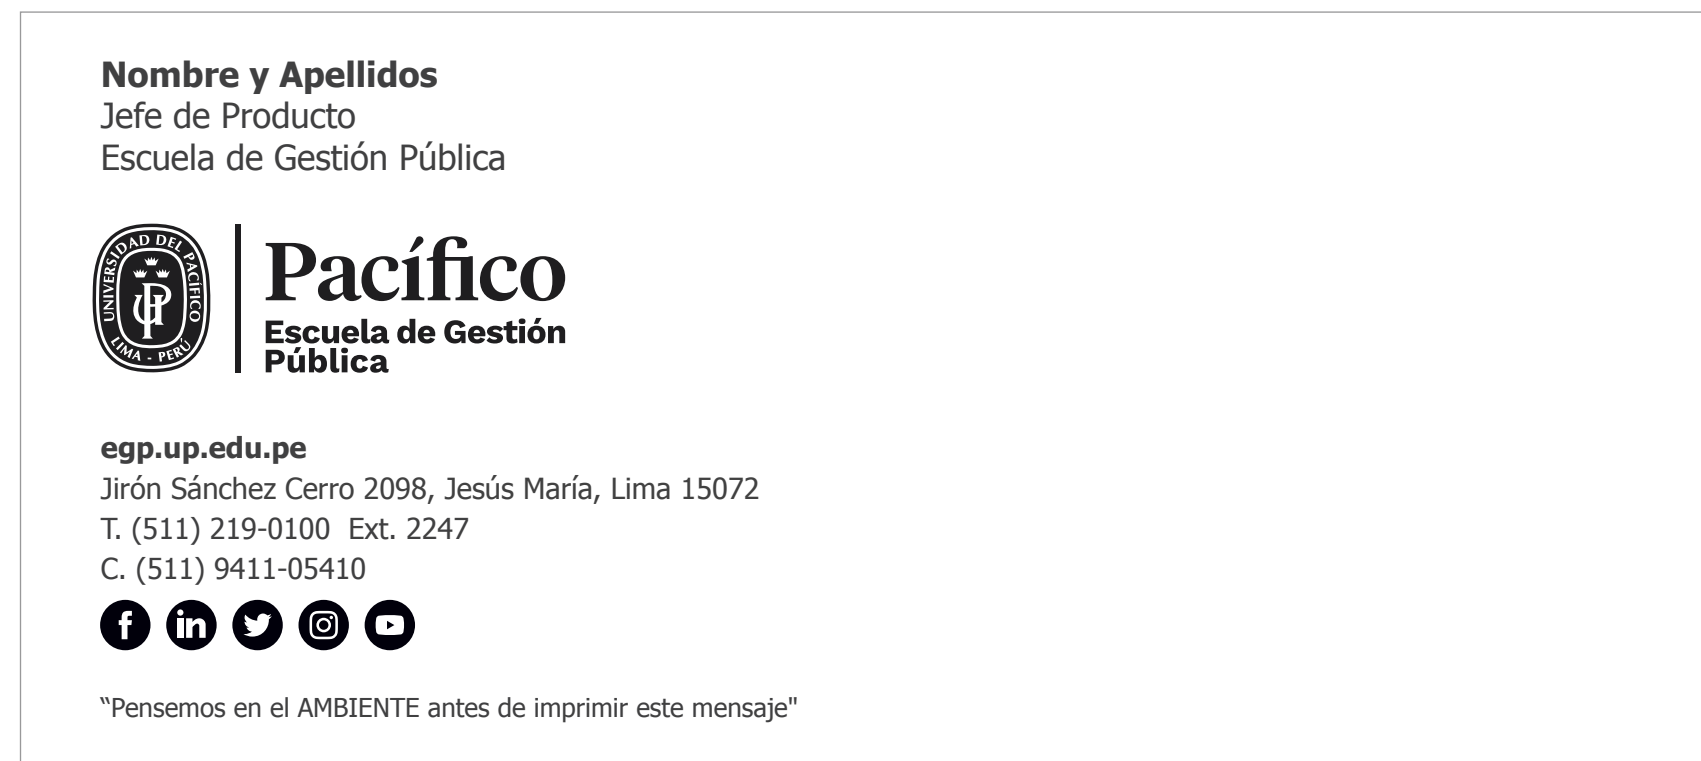 Nombre y Apellidos
Jefe de Producto
Escuela de Gestión Pública
UNIVERSIDAD DEL PACÍFICO
LIMA - PERÚ
UP
Pacífico
Escuela de Gestión
Pública
egp.up.edu.pe
Jirón Sánchez Cerro 2098, Jesús María, Lima 15072
T. (511) 219-0100  Ext. 2247
C. (511) 9411-05410
“Pensemos en el AMBIENTE antes de imprimir este mensaje"